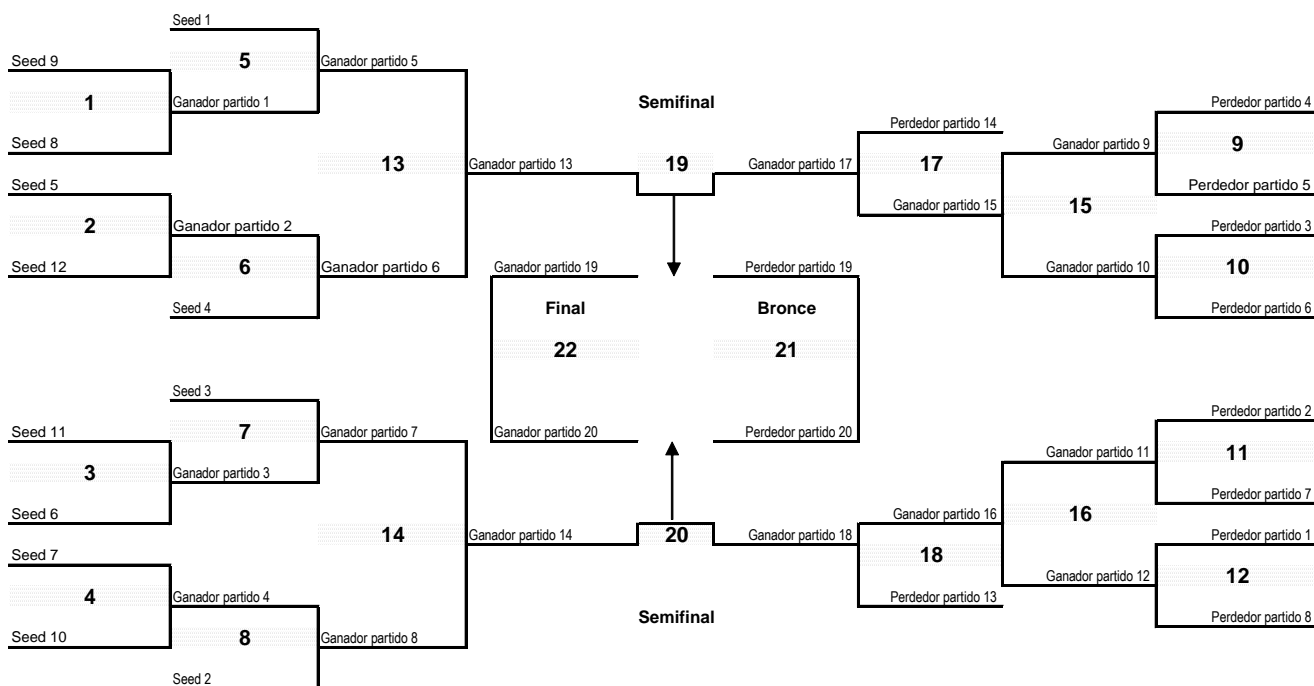 Seed 1
Seed 9
5
Ganador partido 5
1
Ganador partido 1
Seed 8
Seed 5
13
Ganador partido 13
2
Ganador partido 2
Seed 12
6
Ganador partido 6
Seed 4
Seed 3
Seed 11
7
Ganador partido 7
3
Ganador partido 3
Seed 6
14
Ganador partido 14
Seed 7
4
Ganador partido 4
Seed 10
8
Ganador partido 8
Seed 2
Semifinal
19
Ganador partido 19
Final
22
Ganador partido 20
Perdedor partido 19
Bronce
21
Perdedor partido 20
20
Semifinal
Perdedor partido 14
Ganador partido 17
17
Ganador partido 15
Ganador partido 9
15
Ganador partido 10
Perdedor partido 4
9
Perdedor partido 5
Perdedor partido 3
10
Perdedor partido 6
Ganador partido 18
Ganador partido 16
18
Perdedor partido 13
Ganador partido 11
16
Ganador partido 12
Perdedor partido 2
11
Perdedor partido 7
Perdedor partido 1
12
Perdedor partido 8